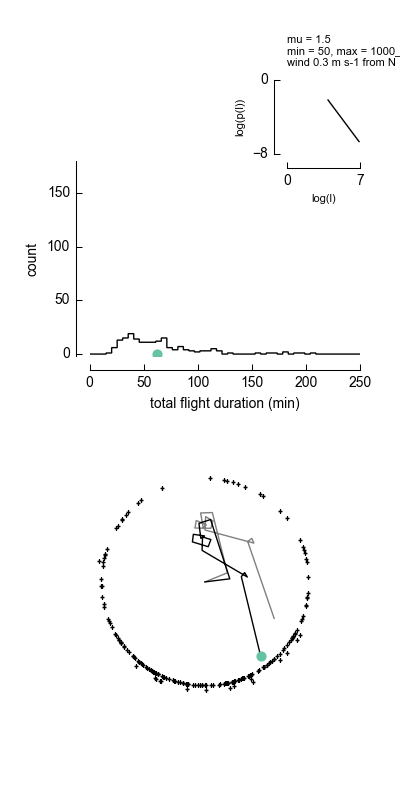 mu = 1.5
min = 50, max = 1000_
wind 0.3 m s-1 from N
0
−8
log(p(l))
0 7
log(l)
150
100
50
0
count
0 50 100 150 200 250
total flight duration (min)